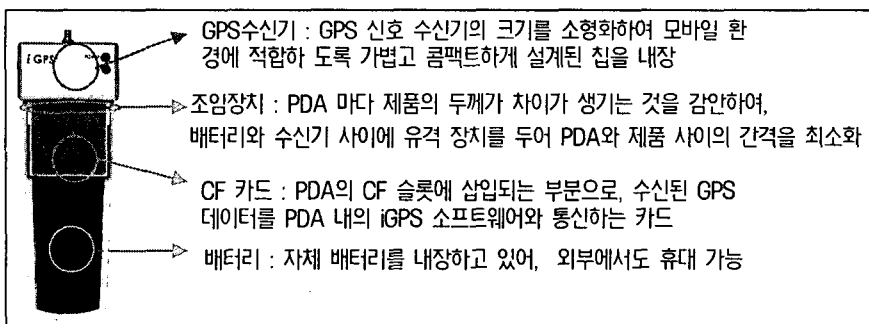 GPS수신기 : GPS 신호 수신기의 크기를 소형화하여 모바일 환
경에 적합하 도록 가볍고 콤팩트하게 설계된 칩을 내장
i GPS
조임장치 : PDA 마다 제품의 두께가 차이가 생기는 것을 감안하여,
배터리와 수신기 사이에 유격 장치를 두어 PDA와 제품 사이의 간격을 최소화
CF 카드 : PDA의 CF 슬롯에 삽입되는 부분으로, 수신된 GPS
데이터를 PDA 내의 iGPS 소프트웨어와 통신하는 카드
배터리 : 자체 배터리를 내장하고 있어, 외부에서도 휴대 가능